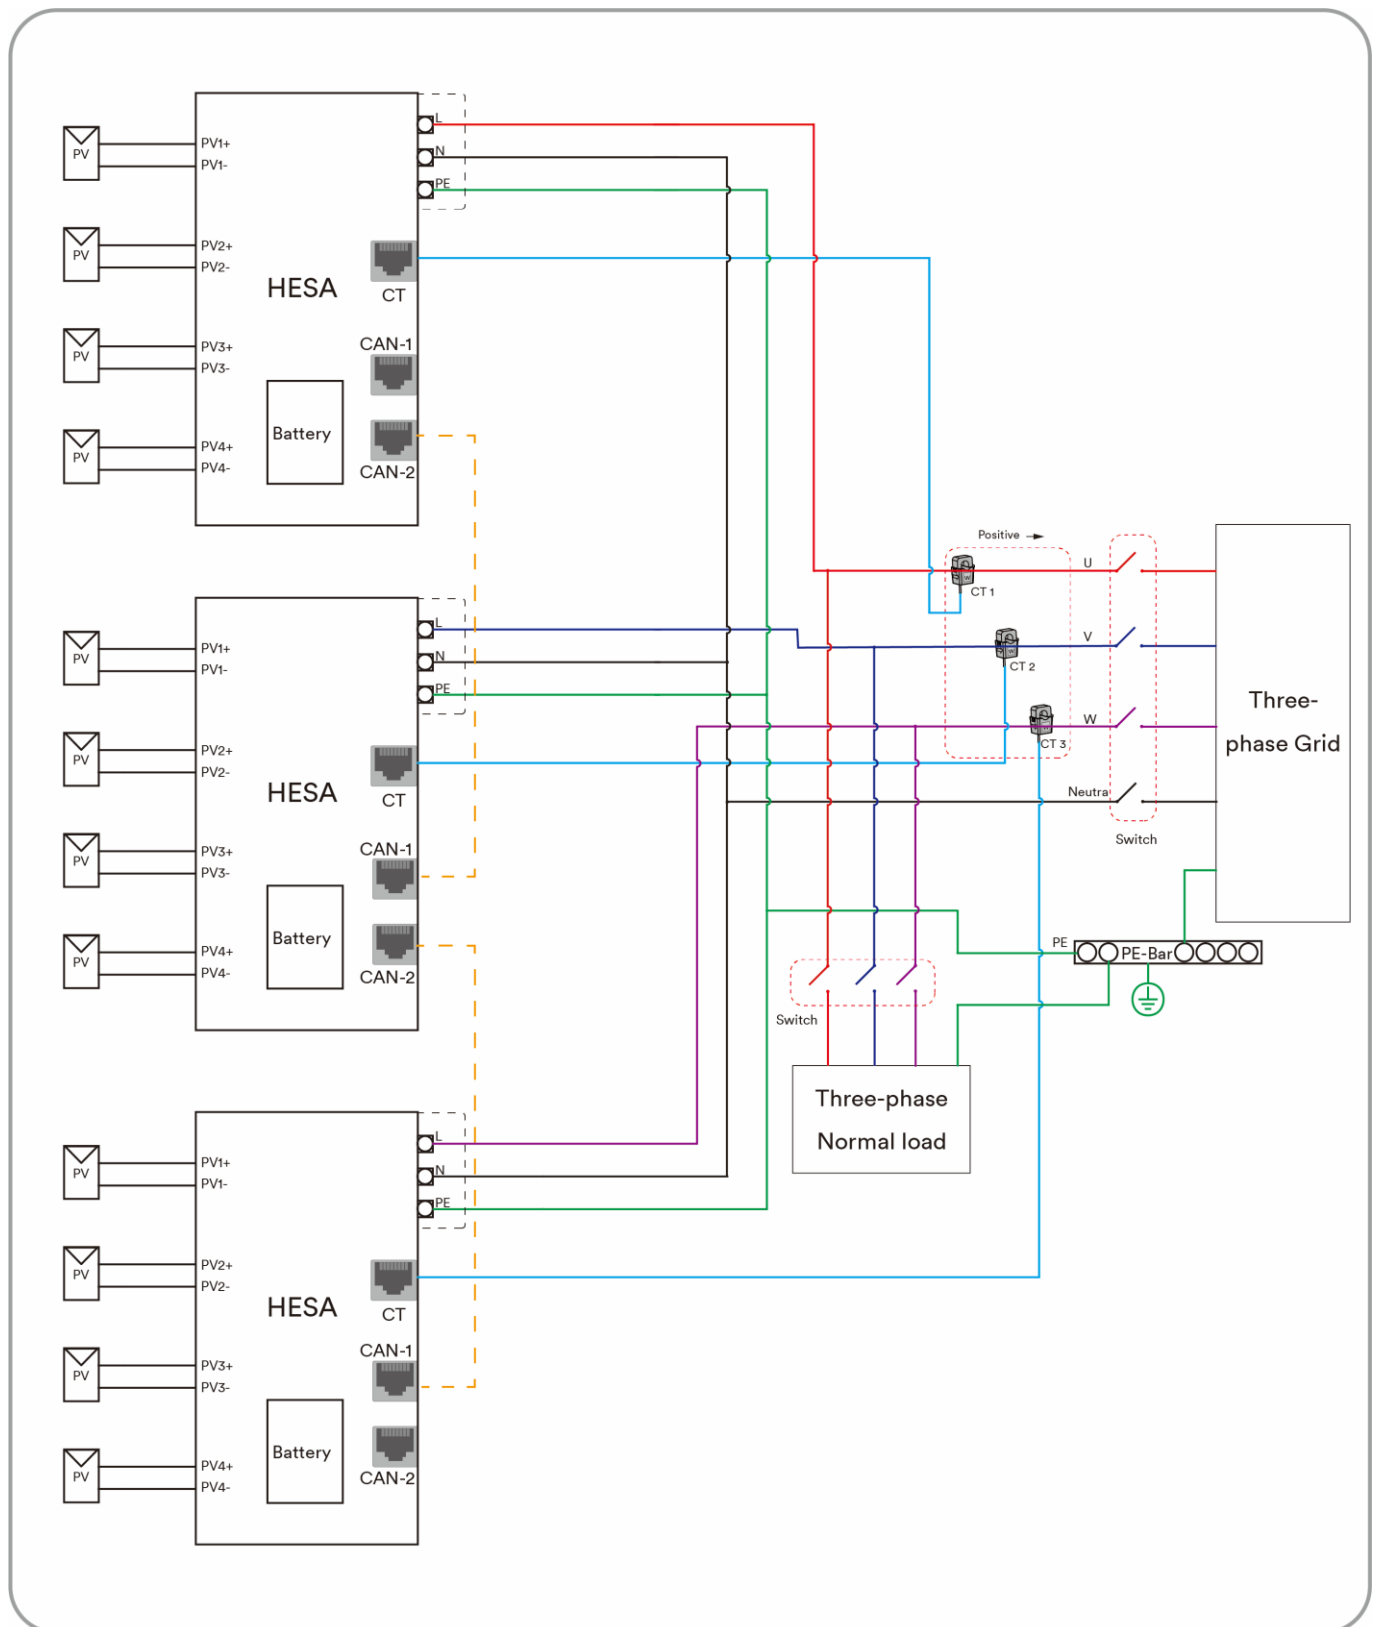 L
N
PE
PV
PV1+
PV1-
PV
PV2+
PV2-
HESA
CT
PV
PV3+
PV3-
CAN-1
Battery
PV
PV4+
PV4-
CAN-2
Positive
U
CT 1
V
CT 2
W
CT 3
Neutra
Switch
Three-
phase Grid
L
N
PE
PV
PV1+
PV1-
PV
PV2+
PV2-
HESA
CT
PV
PV3+
PV3-
CAN-1
Battery
PV
PV4+
PV4-
CAN-2
PE
PE-Bar
Switch
Three-phase
Normal load
L
N
PE
PV
PV1+
PV1-
PV
PV2+
PV2-
HESA
CT
PV
PV3+
PV3-
CAN-1
Battery
PV
PV4+
PV4-
CAN-2